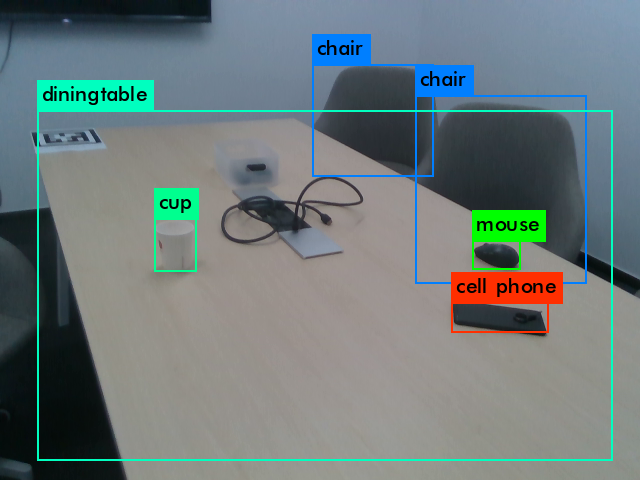 chair
chair
diningtable
cup
mouse
cell phone